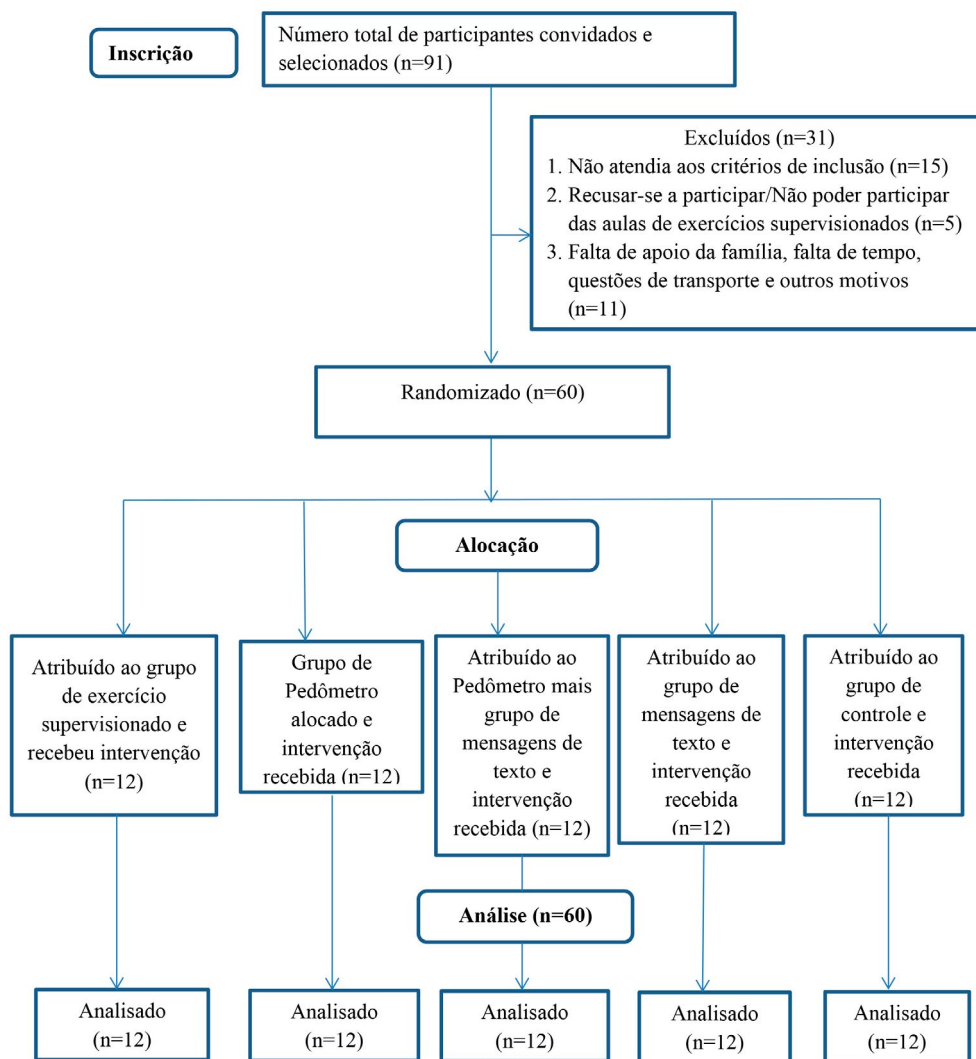 Inscrição
Número total de participantes convidados e
selecionados (n=91)
Excluídos (n=31)
1. Não atendia aos critérios de inclusão (n=15)
2. Recusar-se a participar/Não poder participar
das aulas de exercícios supervisionados (n=5)
3. Falta de apoio da família, falta de tempo,
questões de transporte e outros motivos
(n=11)
Randomizado (n=60)
Alocação
Atribuído ao grupo
de exercício
supervisionado e
recebeu intervenção
(n=12)
Grupo de
Pedômetro
alocado e
intervenção
recebida (n=12)
Atribuído ao
Pedômetro mais
grupo de
mensagens de
texto e
intervenção
recebida (n=12)
Atribuído ao
grupo de
mensagens de
texto e
intervenção
recebida
(n=12)
Atribuído ao
grupo de
controle e
intervenção
recebida
(n=12)
Análise (n=60)
Analisado
(n=12)
Analisado
(n=12)
Analisado
(n=12)
Analisado
(n=12)
Analisado
(n=12)